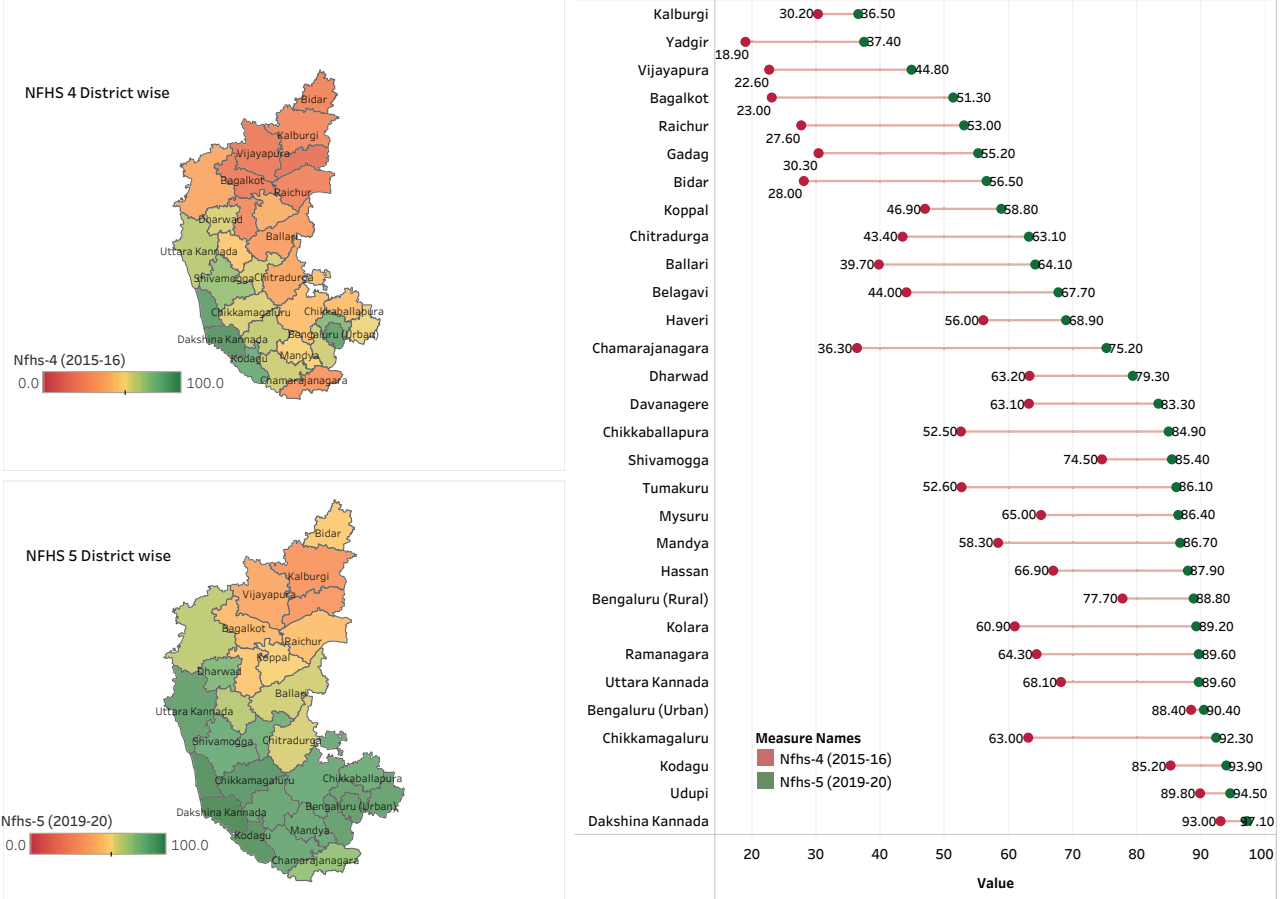 NFHS 4 District wise
Bidar
Kalburgi
Vijayapura
Bagalkot
Raichur
Dharwad
Ballari
Uttara Kannada
Shivamogga
Chitradurga
Chikkamagaluru
Chikkaballapura
Dakshina Kannada
Bengaluru (Urban)
Kodagu
Mandya
Chamarajanagara
Nfhs-4 (2015-16)
0.0 100.0
NFHS 5 District wise
Bidar
Kalburgi
Vijayapura
Bagalkot
Raichur
Koppal
Dharwad
Ballari
Uttara Kannada
Shivamogga
Chitradurga
Chikkamagaluru
Chikkaballapura
Dakshina Kannada
Bengaluru (Urban)
Mandya
Kodagu
Chamarajanagara
Nfhs-5 (2019-20)
0.0 100.0
Kalburgi 30.20 36.50
Yadgir 18.90 37.40
Vijayapura 22.60 44.80
Bagalkot 23.00 51.30
Raichur 27.60 53.00
Gadag 30.30 55.20
Bidar 28.00 56.50
Koppal 46.90 58.80
Chitradurga 43.40 63.10
Ballari 39.70 64.10
Belagavi 44.00 67.70
Haveri 56.00 68.90
Chamarajanagara 36.30 75.20
Dharwad 63.20 79.30
Davanagere 63.10 83.30
Chikkaballapura 52.50 84.90
Shivamogga 74.50 85.40
Tumakuru 52.60 86.10
Mysuru 65.00 86.40
Mandya 58.30 86.70
Hassan 66.90 87.90
Bengaluru (Rural) 77.70 88.80
Kolara 60.90 89.20
Ramanagara 64.30 89.60
Uttara Kannada 68.10 89.60
Bengaluru (Urban) 88.40 90.40
Chikkamagaluru 63.00 92.30
Kodagu 85.20 93.90
Udupi 89.80 94.50
Dakshina Kannada 93.00 97.10
Measure Names
Nfhs-4 (2015-16)
Nfhs-5 (2019-20)
20 30 40 50 60 70 80 90 100
Value